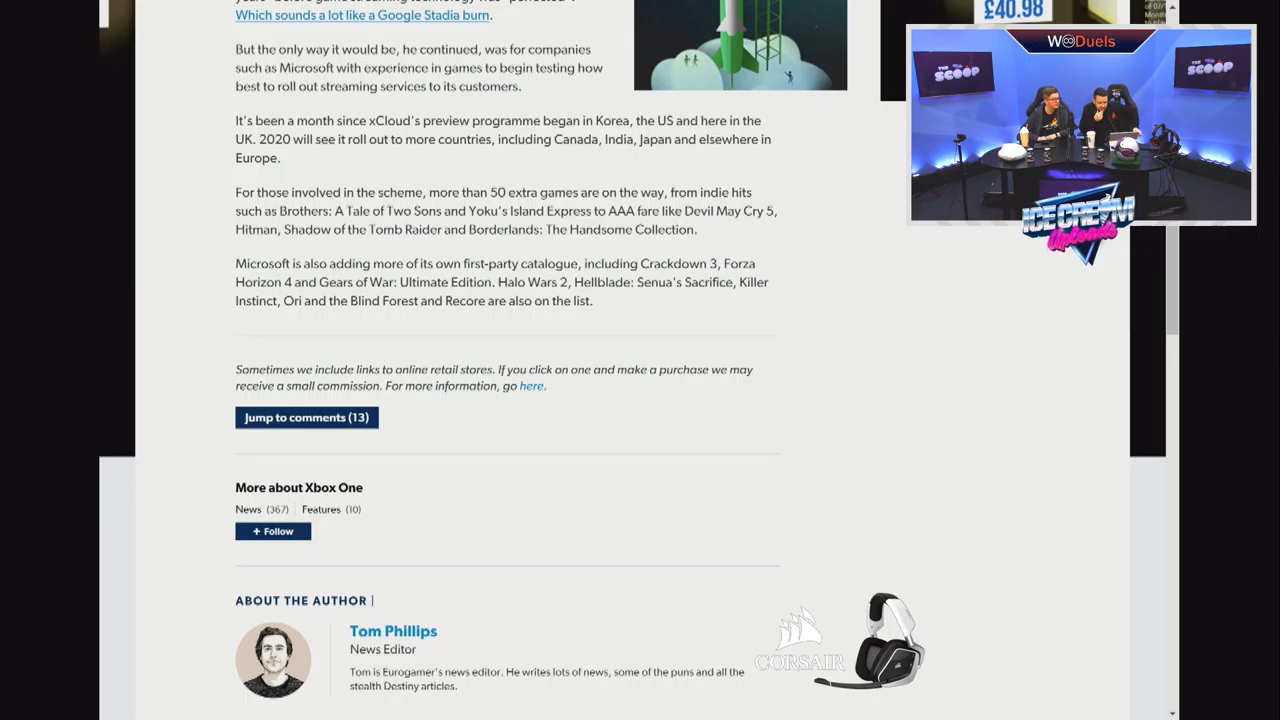 years" before game streaming technology was "perfected".
Which sounds a lot like a Google Stadia burn.
But the only way it would be, he continued, was for companies
such as Microsoft with experience in games to begin testing how
best to roll out streaming services to its customers.
It's been a month since xCloud's preview programme began in Korea, the US and here in the
UK. 2020 will see it roll out to more countries, including Canada, India, Japan and elsewhere in
Europe.
For those involved in the scheme, more than 50 extra games are on the way, from indie hits
such as Brothers: A Tale of Two Sons and Yoku's Island Express to AAA fare like Devil May Cry 5,
Hitman, Shadow of the Tomb Raider and Borderlands: The Handsome Collection.
Microsoft is also adding more of its own first-party catalogue, including Crackdown 3, Forza
Horizon 4 and Gears of War: Ultimate Edition. Halo Wars 2, Hellblade: Senua's Sacrifice, Killer
Instinct, Ori and the Blind Forest and Recore are also on the list.
Sometimes we include links to online retail stores. If you click on one and make a purchase we may
receive a small commission. For more information, go here.
Jump to comments (13)
More about Xbox One
News (367) Features (10)
+ Follow
ABOUT THE AUTHOR |
Tom Phillips
News Editor
Tom is Eurogamer's news editor. He writes lots of news, some of the puns and all the
stealth Destiny articles.
£40.98
Duels
THE SCOOP
THE SCOOP
ICE CREAM
Uploads
CORSAIR